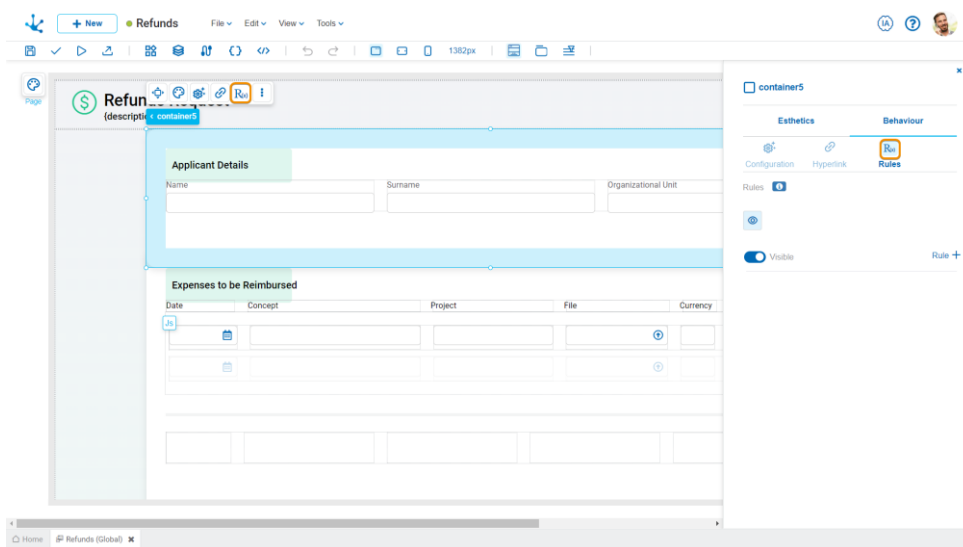 + New
Refunds
File
Edit
View
Tools
(A)
?
1382px
Page
$
Refunds Request
{descripti
< container5
Applicant Details
Name
Surname
Organizational Unit
Expenses to be Reimbursed
Date
Concept
Project
File
Currency
Js
container5
Esthetics
Behaviour
Configuration
Hyperlink
Rules
Rules
Visible
Rule +
Home
Refunds (Global)